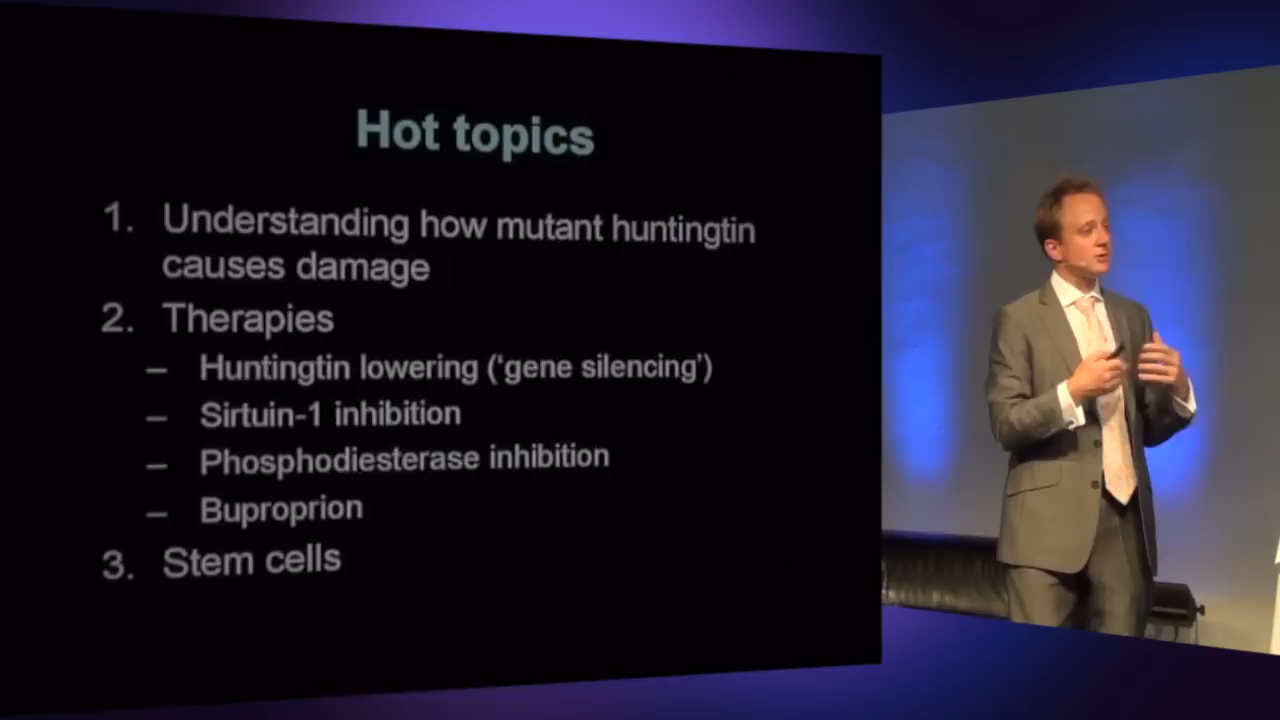 Hot topics
1. Understanding how mutant huntingtin
causes damage
2. Therapies
– Huntingtin lowering (‘gene silencing’)
– Sirtuin-1 inhibition
– Phosphodiesterase inhibition
– Buproprion
3. Stem cells